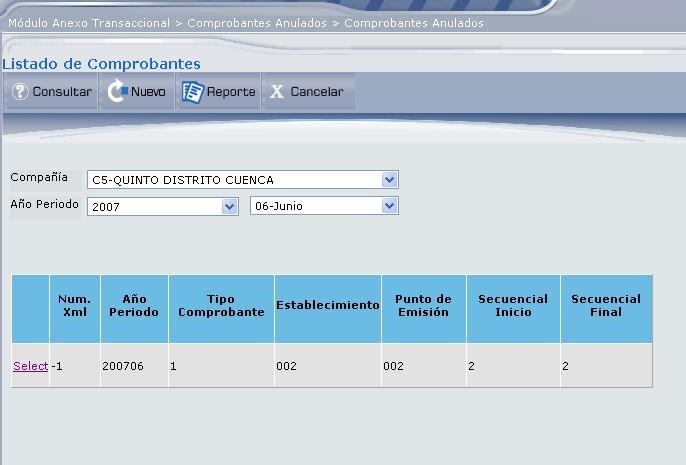 Módulo Anexo Transaccional > Comprobantes Anulados > Comprobantes Anulados
Listado de Comprobantes
Consultar Nuevo Reporte Cancelar
Compañía C5-QUINTO DISTRITO CUENCA
Año Periodo 2007 06-Junio
Num. Xml Año Periodo Tipo Comprobante Establecimiento Punto de Emisión Secuencial Inicio Secuencial Final
Select -1 200706 1 002 002 2 2